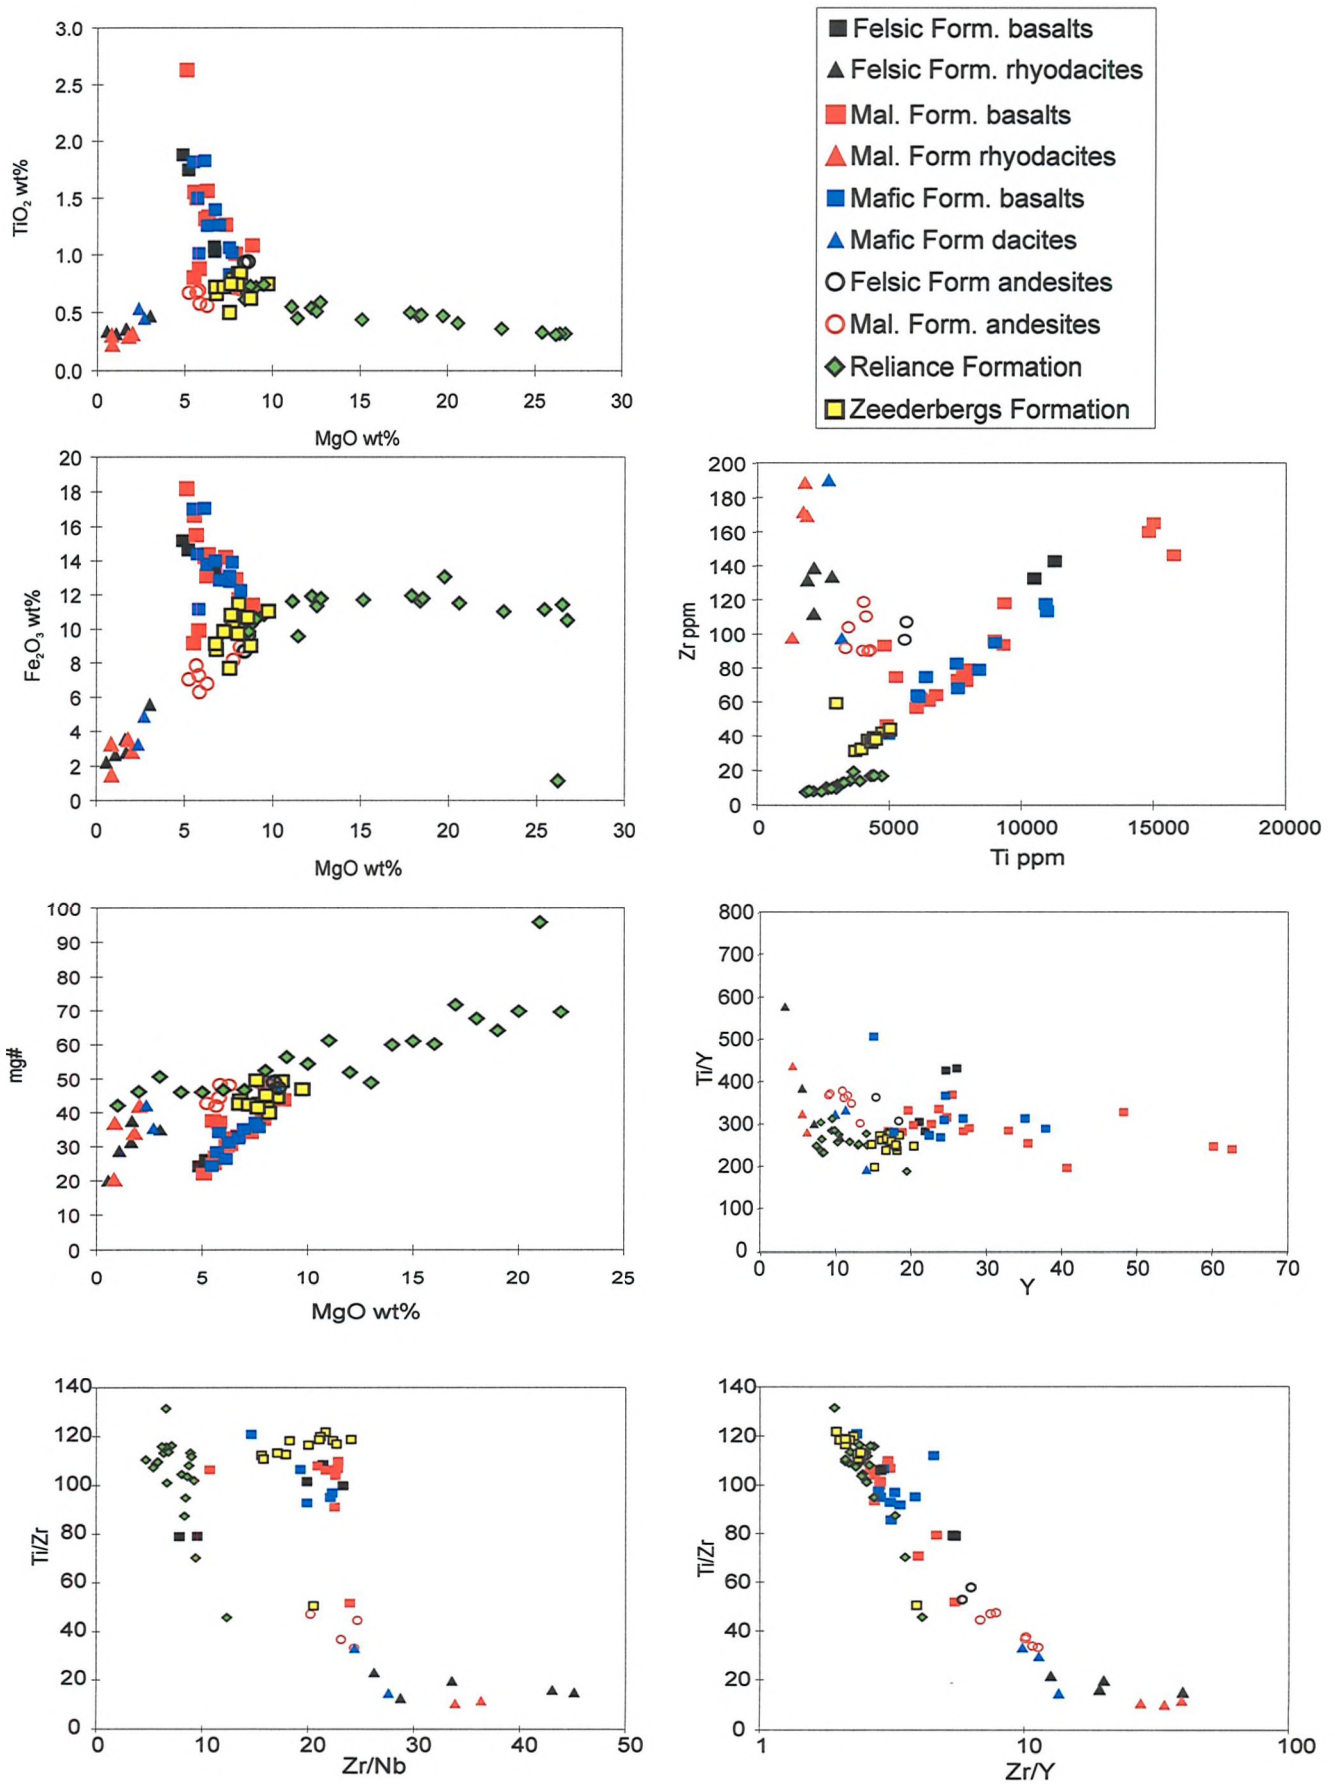 3.0
2.5
2.0
1.5
1.0
0.5
0.0
TiO2 wt%
0 5 10 15 20 25 30
MgO wt%
Felsic Form. basalts
Felsic Form. rhyodacites
Mal. Form. basalts
Mal. Form rhyodacites
Mafic Form. basalts
Mafic Form dacites
Felsic Form andesites
Mal. Form. andesites
Reliance Formation
Zeederbergs Formation
20
18
16
14
12
10
8
6
4
2
0
Fe2O3 wt%
0 5 10 15 20 25 30
MgO wt%
200
180
160
140
120
100
80
60
40
20
0
Zr ppm
0 5000 10000 15000 20000
Ti ppm
100
90
80
70
60
50
40
30
20
10
0
mg#
0 5 10 15 20 25
MgO wt%
800
700
600
500
400
300
200
100
0
Ti/Y
0 10 20 30 40 50 60 70
Y
140
120
100
80
60
40
20
0
Ti/Zr
0 10 20 30 40 50
Zr/Nb
140
120
100
80
60
40
20
0
Ti/Zr
1 10 100
Zr/Y